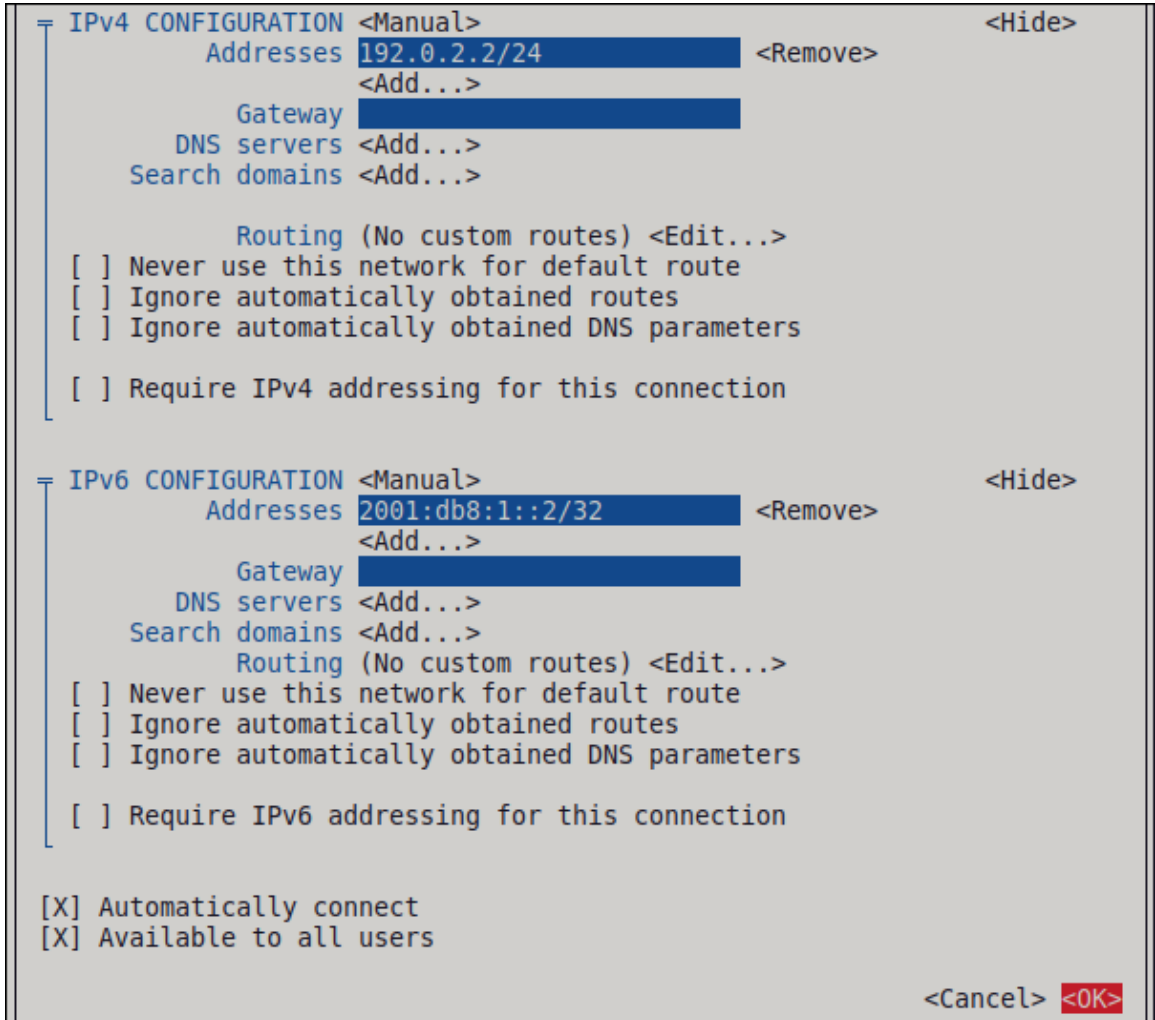 IPv4 CONFIGURATION <Manual> <Hide>
Addresses 192.0.2.2/24 <Remove>
<Add...>
Gateway
DNS servers <Add...>
Search domains <Add...>
Routing (No custom routes) <Edit...>
[ ] Never use this network for default route
[ ] Ignore automatically obtained routes
[ ] Ignore automatically obtained DNS parameters
[ ] Require IPv4 addressing for this connection
IPv6 CONFIGURATION <Manual> <Hide>
Addresses 2001:db8:1::2/32 <Remove>
<Add...>
Gateway
DNS servers <Add...>
Search domains <Add...>
Routing (No custom routes) <Edit...>
[ ] Never use this network for default route
[ ] Ignore automatically obtained routes
[ ] Ignore automatically obtained DNS parameters
[ ] Require IPv6 addressing for this connection
[X] Automatically connect
[X] Available to all users
<Cancel> <OK>